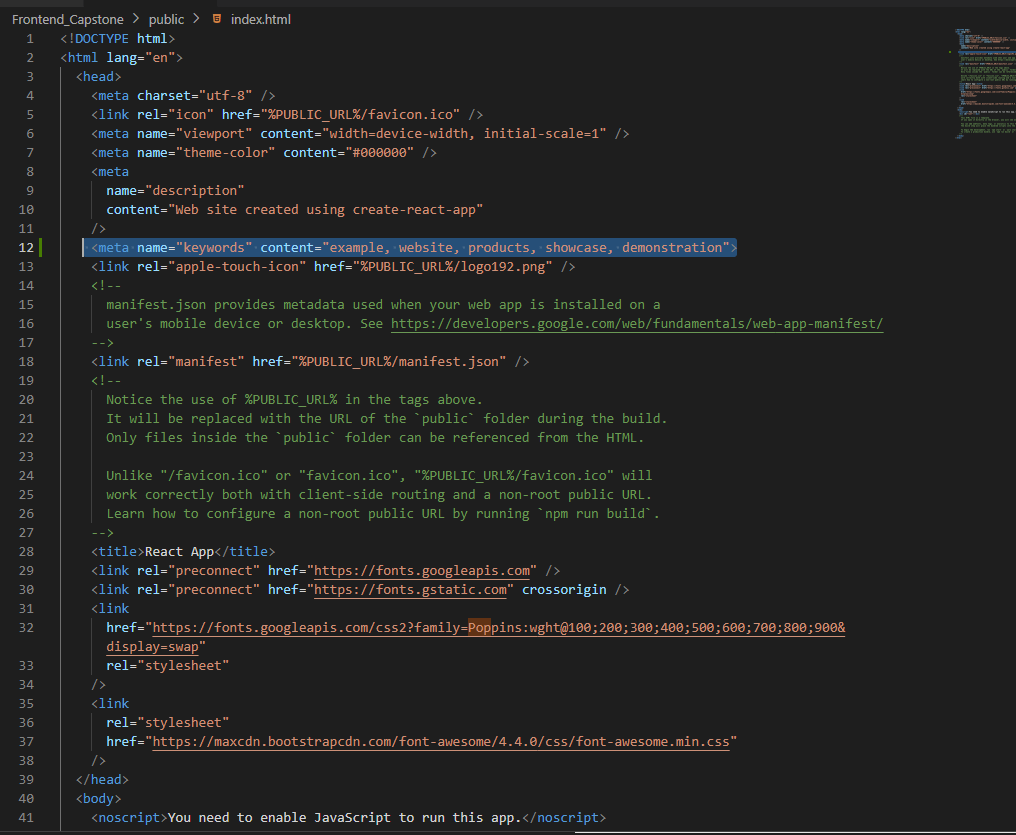 Frontend_Capstone > public > index.html
1 <!DOCTYPE html>
2 <html lang="en">
3 <head>
4 <meta charset="utf-8" />
5 <link rel="icon" href="%PUBLIC_URL%/favicon.ico" />
6 <meta name="viewport" content="width=device-width, initial-scale=1" />
7 <meta name="theme-color" content="#000000" />
8 <meta
9 name="description"
10 content="Web site created using create-react-app"
11 />
12 <meta name="keywords" content="example, website, products, showcase, demonstration">
13 <link rel="apple-touch-icon" href="%PUBLIC_URL%/logo192.png" />
14 <!--
15 manifest.json provides metadata used when your web app is installed on a
16 user's mobile device or desktop. See https://developers.google.com/web/fundamentals/web-app-manifest/
17 -->
18 <link rel="manifest" href="%PUBLIC_URL%/manifest.json" />
19 <!--
20 Notice the use of %PUBLIC_URL% in the tags above.
21 It will be replaced with the URL of the `public` folder during the build.
22 Only files inside the `public` folder can be referenced from the HTML.
23
24 Unlike "/favicon.ico" or "favicon.ico", "%PUBLIC_URL%/favicon.ico" will
25 work correctly both with client-side routing and a non-root public URL.
26 Learn how to configure a non-root public URL by running `npm run build`.
27 -->
28 <title>React App</title>
29 <link rel="preconnect" href="https://fonts.googleapis.com" />
30 <link rel="preconnect" href="https://fonts.gstatic.com" crossorigin />
31 <link
32 href="https://fonts.googleapis.com/css2?family=Poppins:wght@100;200;300;400;500;600;700;800;900&
display=swap"
33 rel="stylesheet"
34 />
35 <link
36 rel="stylesheet"
37 href="https://maxcdn.bootstrapcdn.com/font-awesome/4.4.0/css/font-awesome.min.css"
38 />
39 </head>
40 <body>
41 <noscript>You need to enable JavaScript to run this app.</noscript>